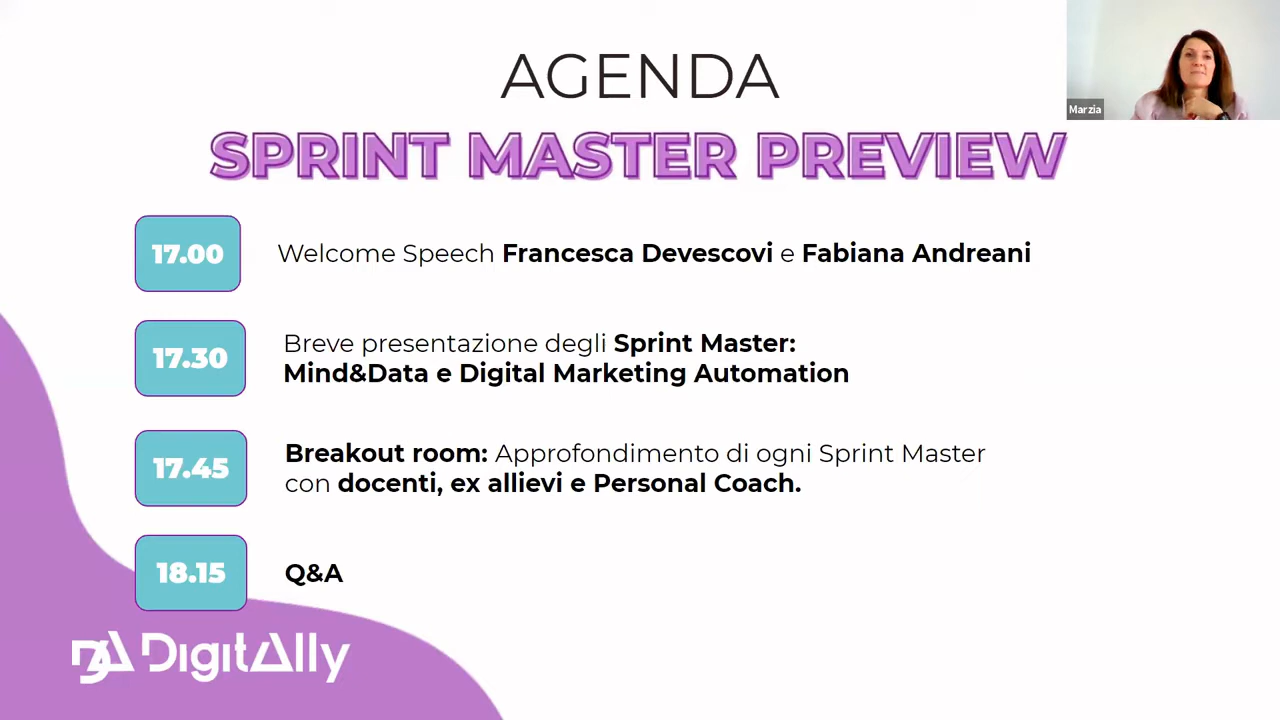 AGENDA
Marzia
SPRINT MASTER PREVIEW
17.00
Welcome Speech Francesca Devescovi e Fabiana Andreani
17.30
Breve presentazione degli Sprint Master:
Mind&Data e Digital Marketing Automation
17.45
Breakout room: Approfondimento di ogni Sprint Master
con docenti, ex allievi e Personal Coach.
18.15
Q&A
DigitAlly